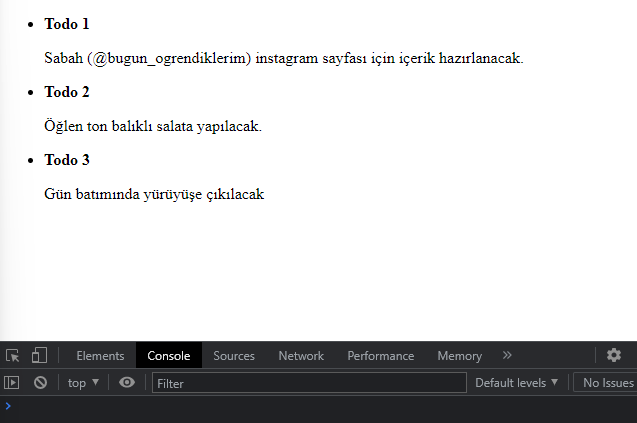 Todo 1
Sabah (@bugun_ogrendiklerim) instagram sayfası için içerik hazırlanacak.
Todo 2
Öğlen ton balıklı salata yapılacak.
Todo 3
Gün batımında yürüyüşe çıkılacak
Elements Console Sources Network Performance Memory »
top ▼ Filter Default levels ▼ No Issues